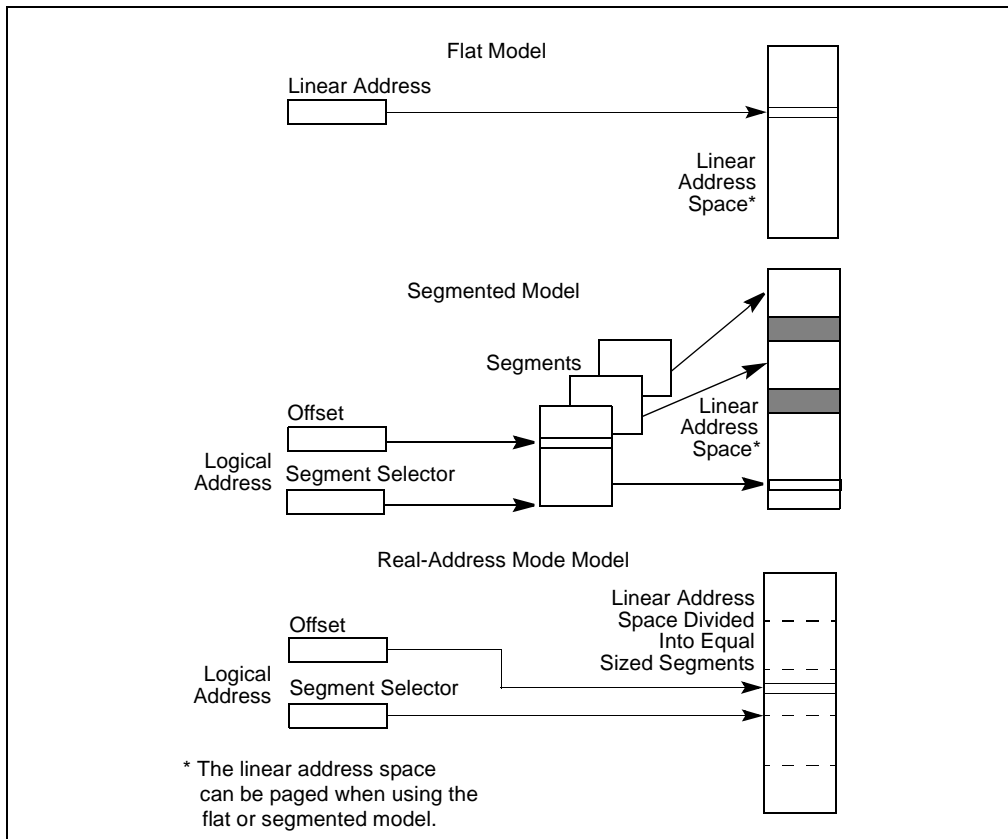 Flat Model
Linear Address
Linear
Address
Space*
Segmented Model
Segments
Offset
Logical
Address
Segment Selector
Linear
Address
Space*
Real-Address Mode Model
Offset
Logical
Address
Segment Selector
Linear Address
Space Divided
Into Equal
Sized Segments
* The linear address space
can be paged when using the
flat or segmented model.